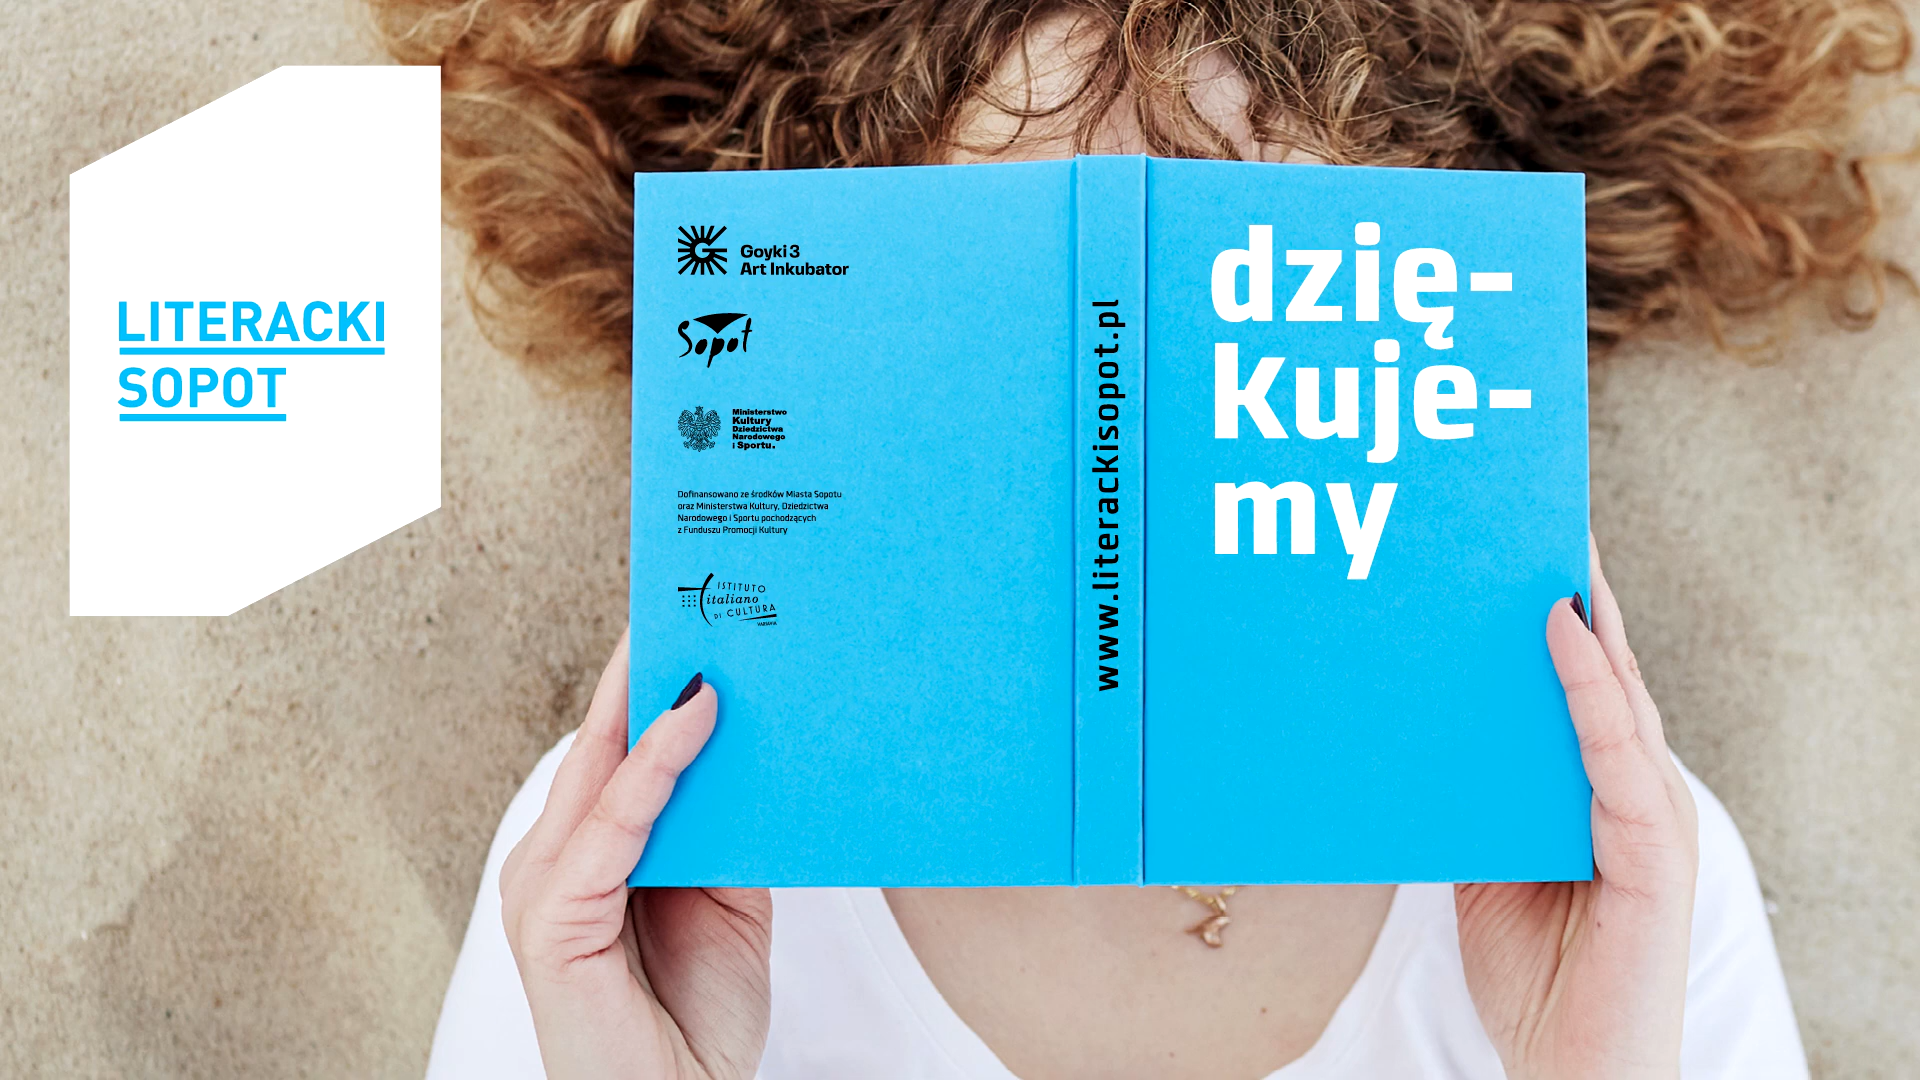 LITERACKI
SOPOT
Goyki 3
Art Inkubator
Sopot
Ministerstwo
Kultury
Dziedzictwa
Narodowego
i Sportu.
Dofinansowano ze środków Miasta Sopotu
oraz Ministerstwa Kultury, Dziedzictwa
Narodowego i Sportu pochodzących
z Funduszu Promocji Kultury
ISTITUTO
italiano
DI CULTURA
VARSAVIA
www.literackisopot.pl
dzię-
kuje-
my